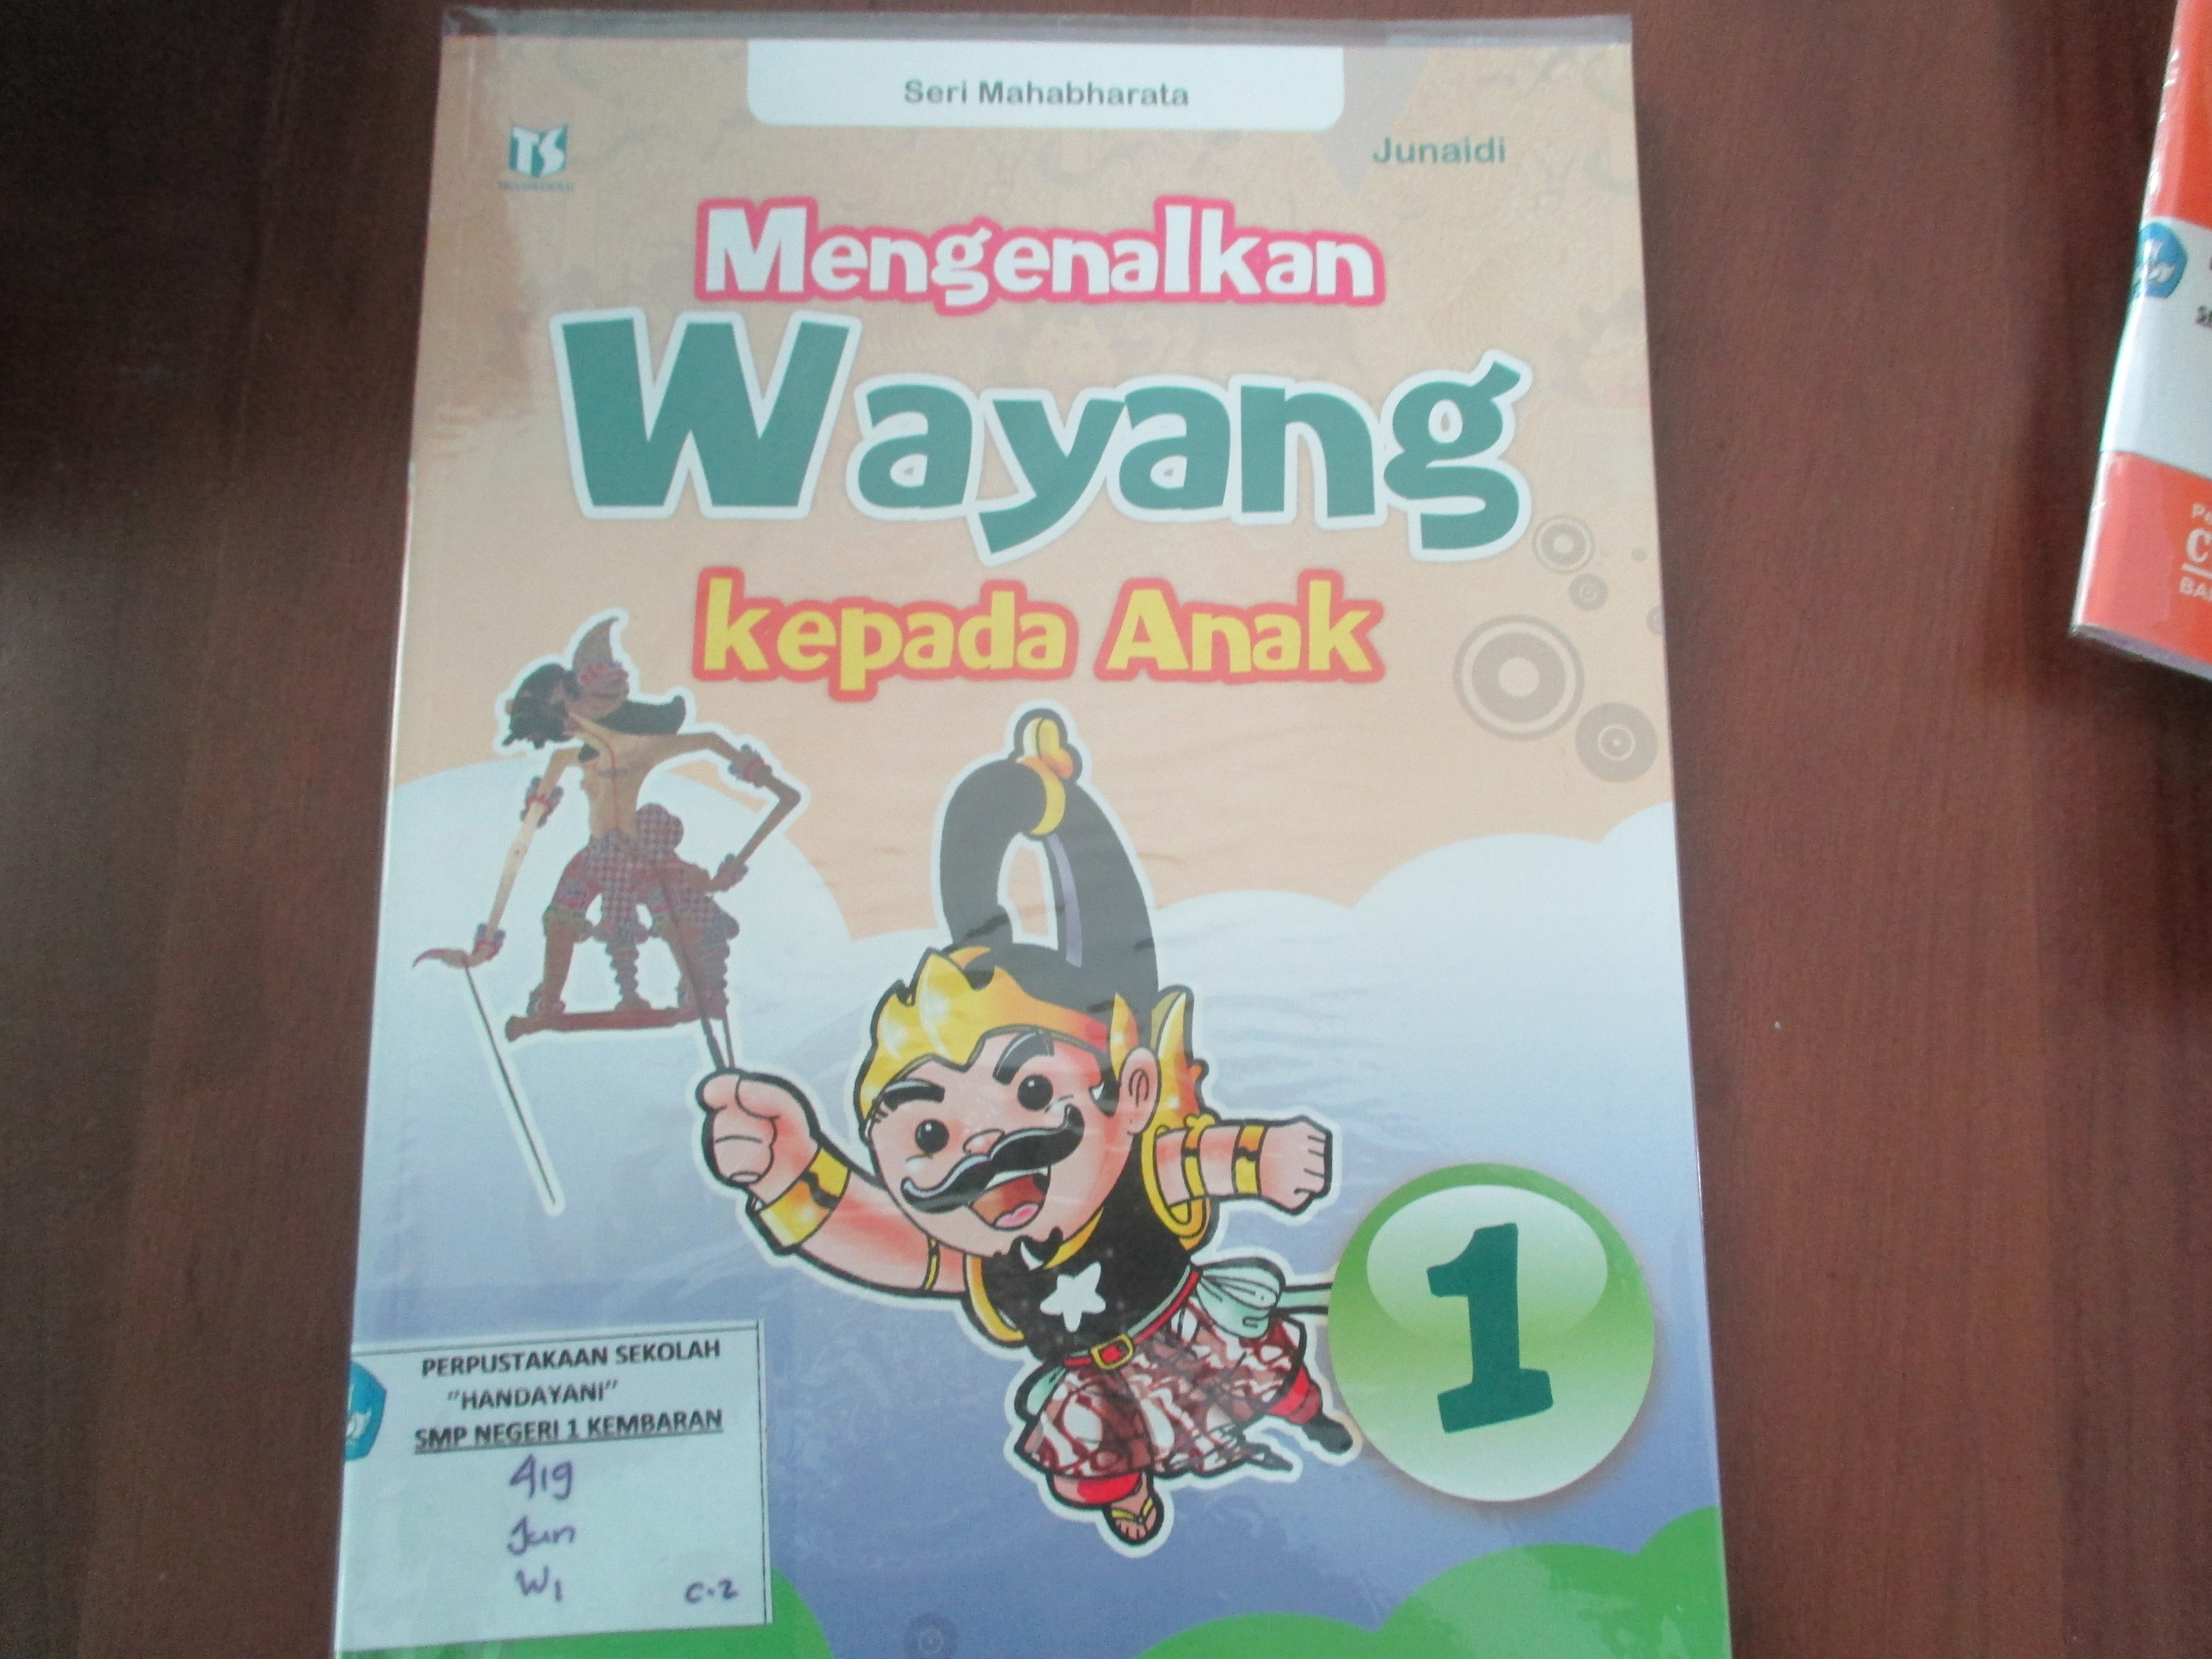 Seri Mahabharata
Junaidi
TS
Mengenalkan
Wayang
kepada Anak
1
PERPUSTAKAAN SEKOLAH
"HANDAYANI"
SMP NEGERI 1 KEMBARAN
419
Jun
W1
C.2